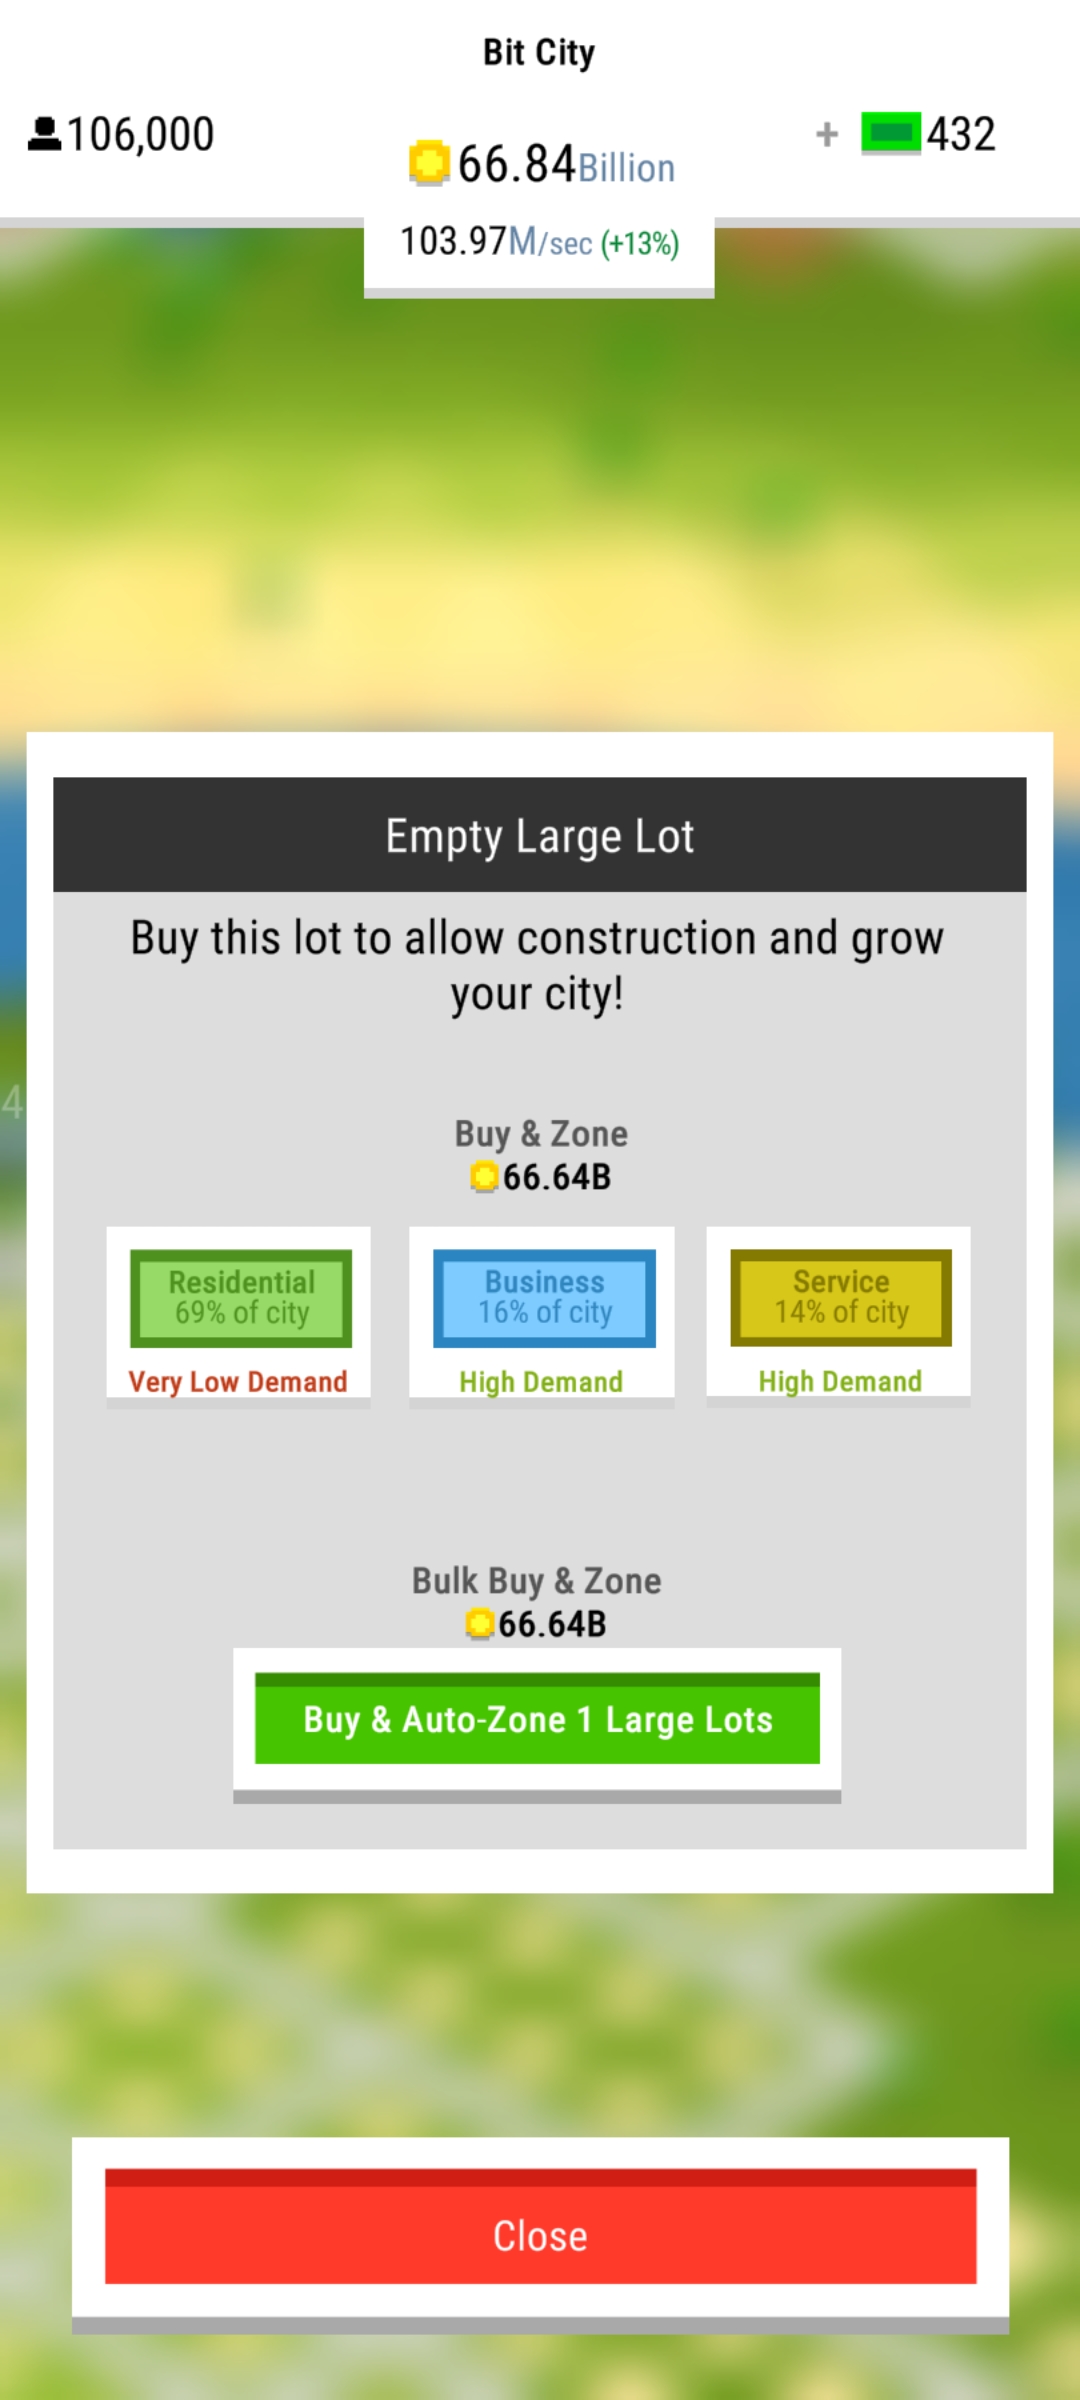 Bit City
106,000
66.84Billion
+ 432
103.97M/sec (+13%)
Empty Large Lot
Buy this lot to allow construction and grow
your city!
4
Buy & Zone
66.64B
Residential
69% of city
Very Low Demand
Business
16% of city
High Demand
Service
14% of city
High Demand
Bulk Buy & Zone
66.64B
Buy & Auto-Zone 1 Large Lots
Close